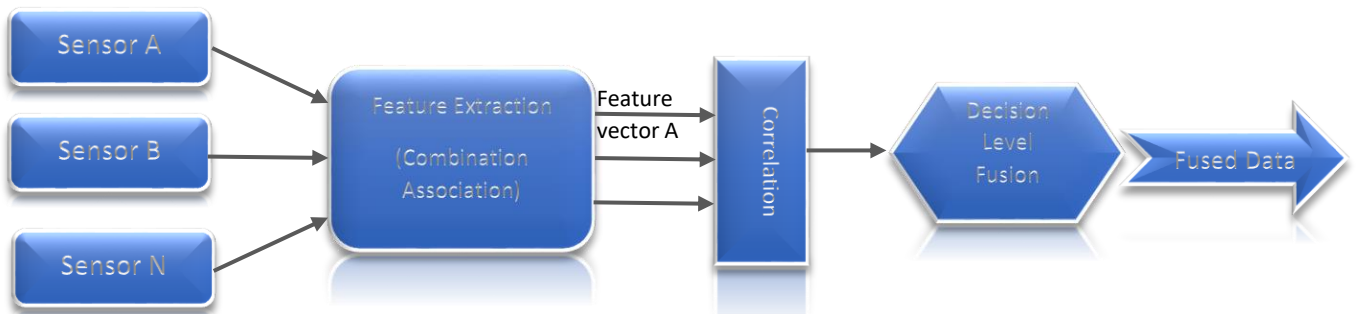 Sensor A
Sensor B
Sensor N
Feature Extraction
(Combination
Association)
Feature
vector A
Correlation
Decision
Level
Fusion
Fused Data